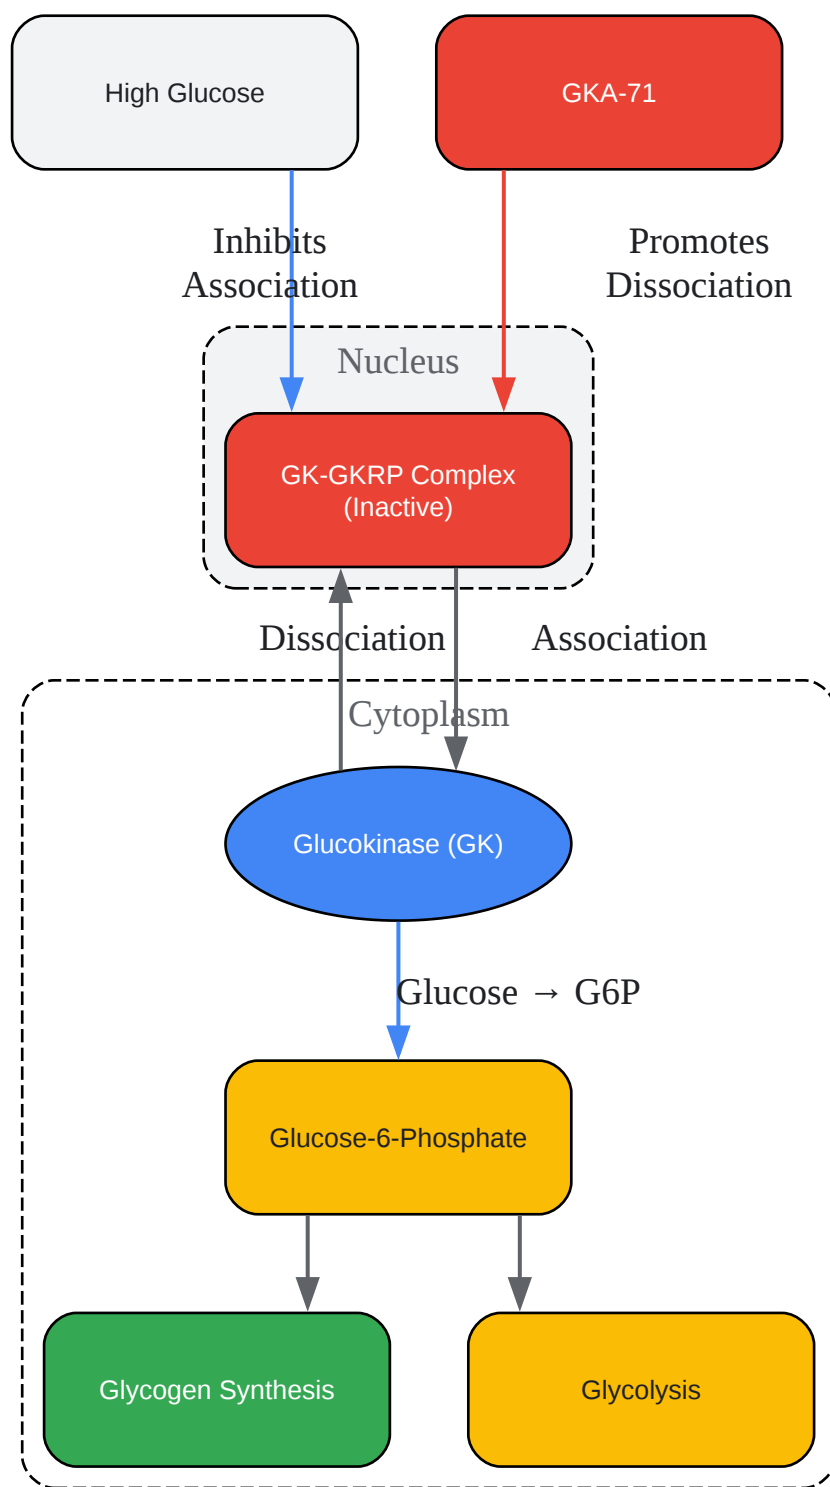 High Glucose
GKA-71
Inhibits
Association
Promotes
Dissociation
Nucleus
GK-GKRP Complex
(Inactive)
Dissociation
Association
Cytoplasm
Glucokinase (GK)
Glucose → G6P
Glucose-6-Phosphate
Glycogen Synthesis
Glycolysis